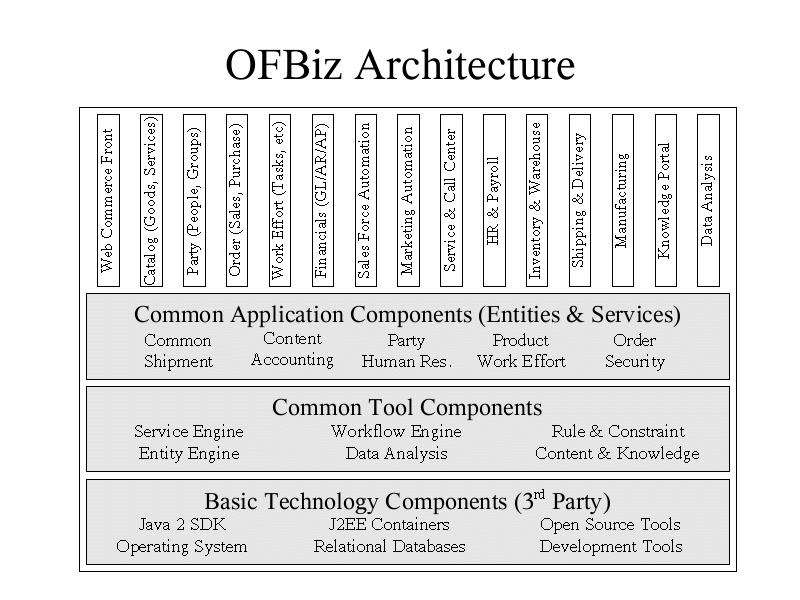 OFBiz Architecture
Web Commerce Front
Catalog (Goods, Services)
Party (People, Groups)
Order (Sales, Purchase)
Work Effort (Tasks, etc)
Financials (GL/AR/AP)
Sales Force Automation
Marketing Automation
Service & Call Center
HR & Payroll
Inventory & Warehouse
Shipping & Delivery
Manufacturing
Knowledge Portal
Data Analysis
Common Application Components (Entities & Services)
Common Content Party Product Order
Shipment Accounting Human Res. Work Effort Security
Common Tool Components
Service Engine Workflow Engine Rule & Constraint
Entity Engine Data Analysis Content & Knowledge
Basic Technology Components (3rd Party)
Java 2 SDK J2EE Containers Open Source Tools
Operating System Relational Databases Development Tools